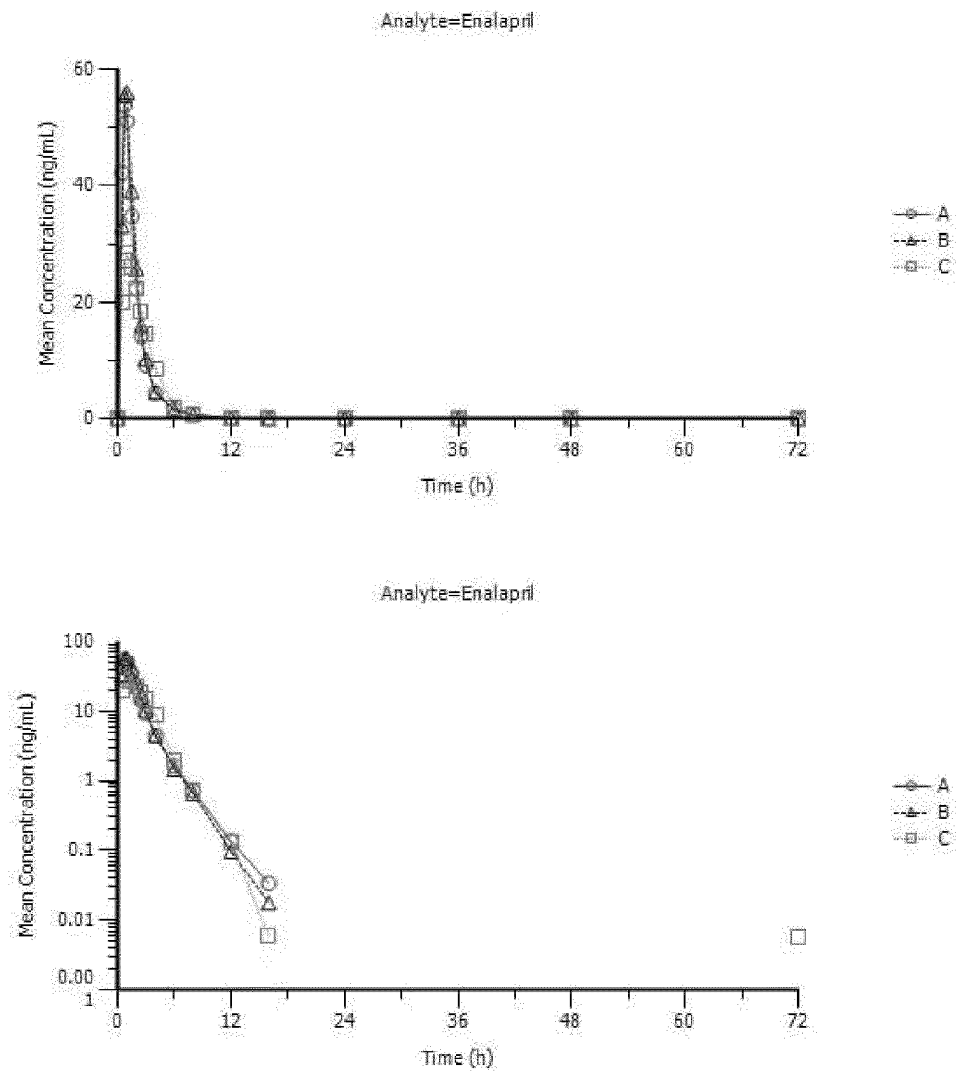 Analyte=Enalapril
60
40
20
0
Mean Concentration (ng/mL)
0 12 24 36 48 60 72
Time (h)
A
B
C
Analyte=Enalapril
100
10
1
0.1
0.01
0.00
1
Mean Concentration (ng/mL)
0 12 24 36 48 60 72
Time (h)
A
B
C